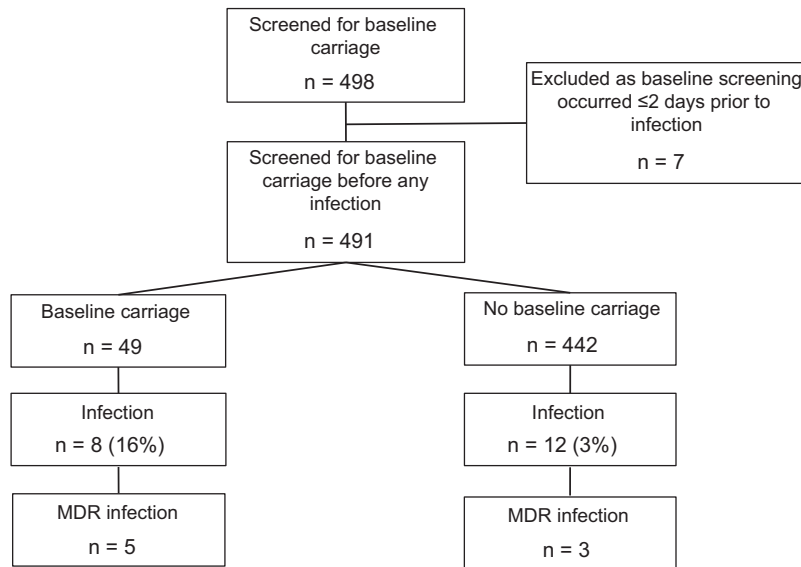 Screened for baseline
carriage
n = 498
Excluded as baseline screening
occurred ≤2 days prior to
infection
n = 7
Screened for baseline
carriage before any
infection
n = 491
Baseline carriage
n = 49
No baseline carriage
n = 442
Infection
n = 8 (16%)
Infection
n = 12 (3%)
MDR infection
n = 5
MDR infection
n = 3